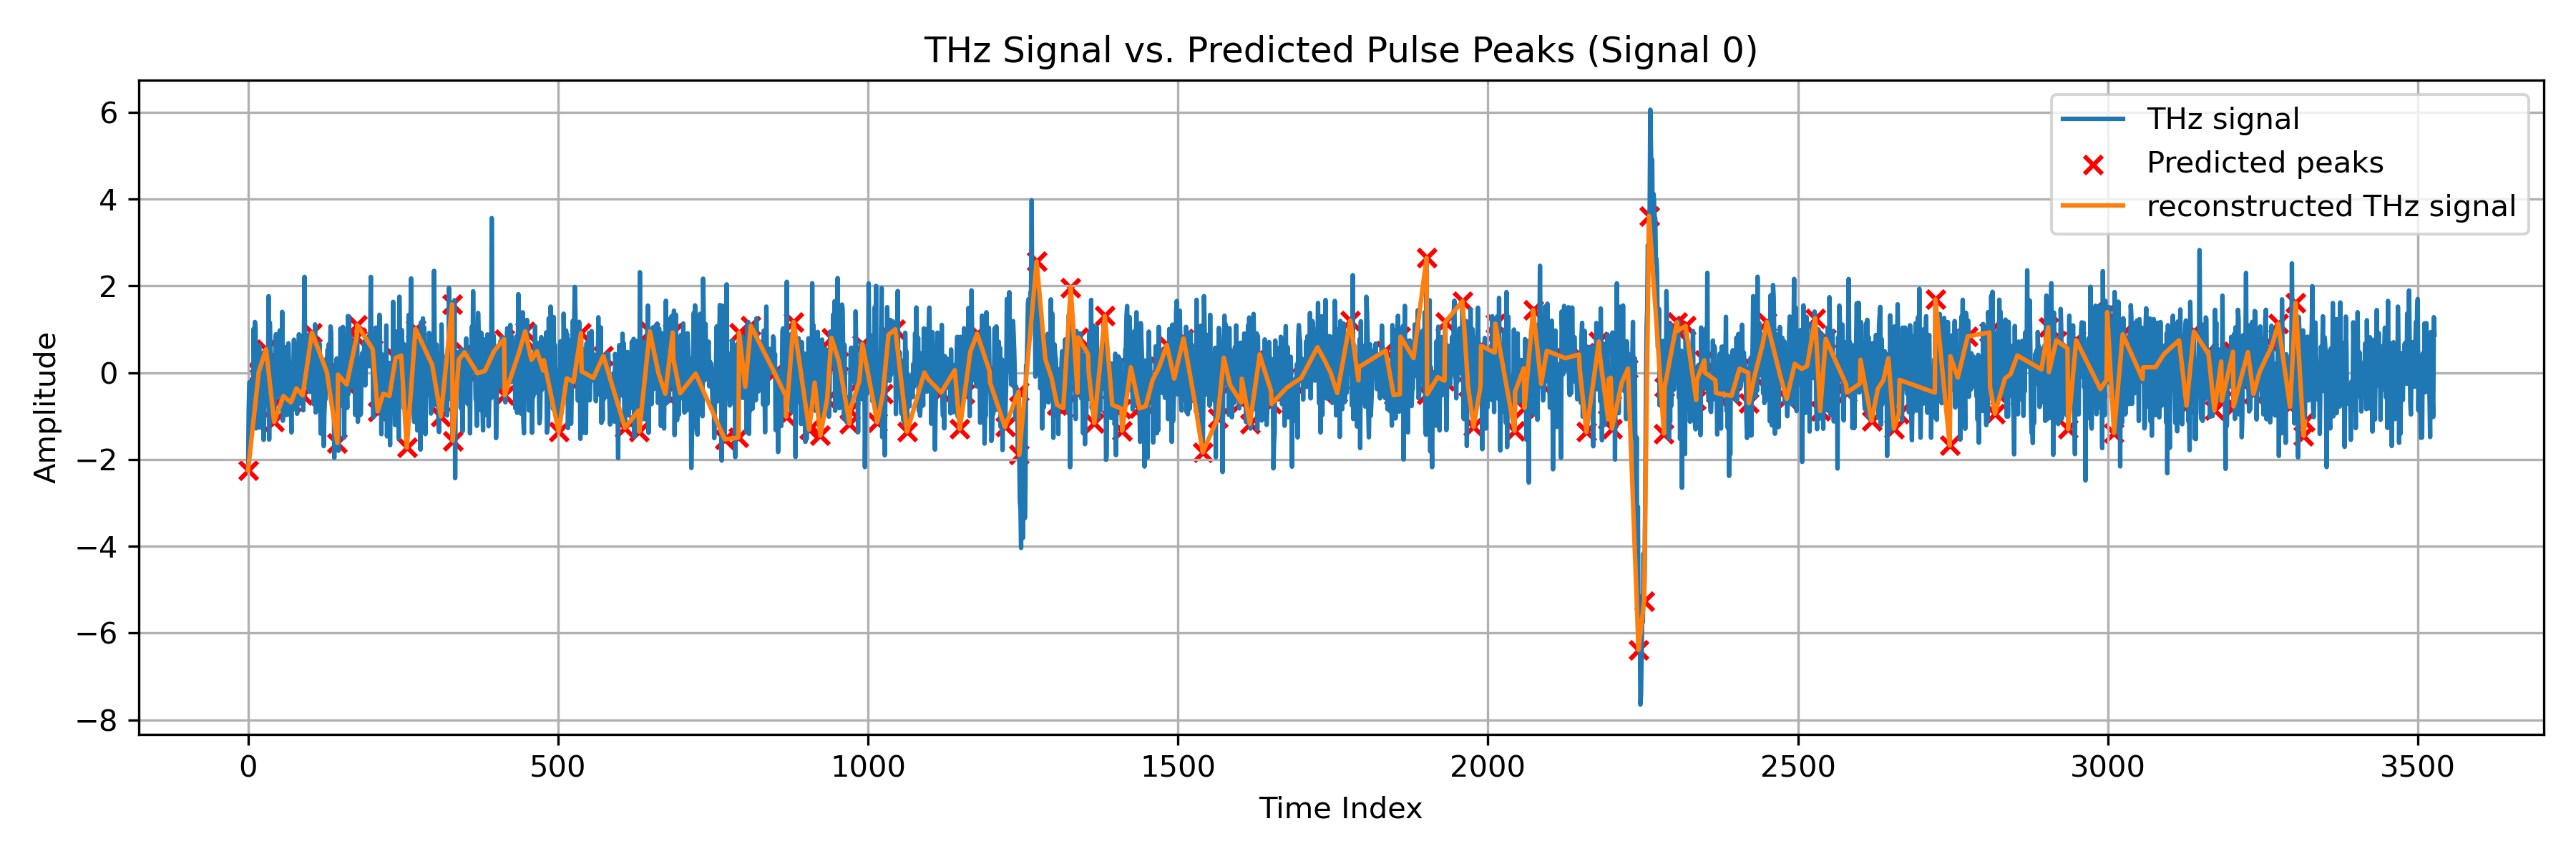 THz Signal vs. Predicted Pulse Peaks (Signal 0)
THz signal
Predicted peaks
reconstructed THz signal
6
4
2
0
−2
−4
−6
−8
Amplitude
0 500 1000 1500 2000 2500 3000 3500
Time Index